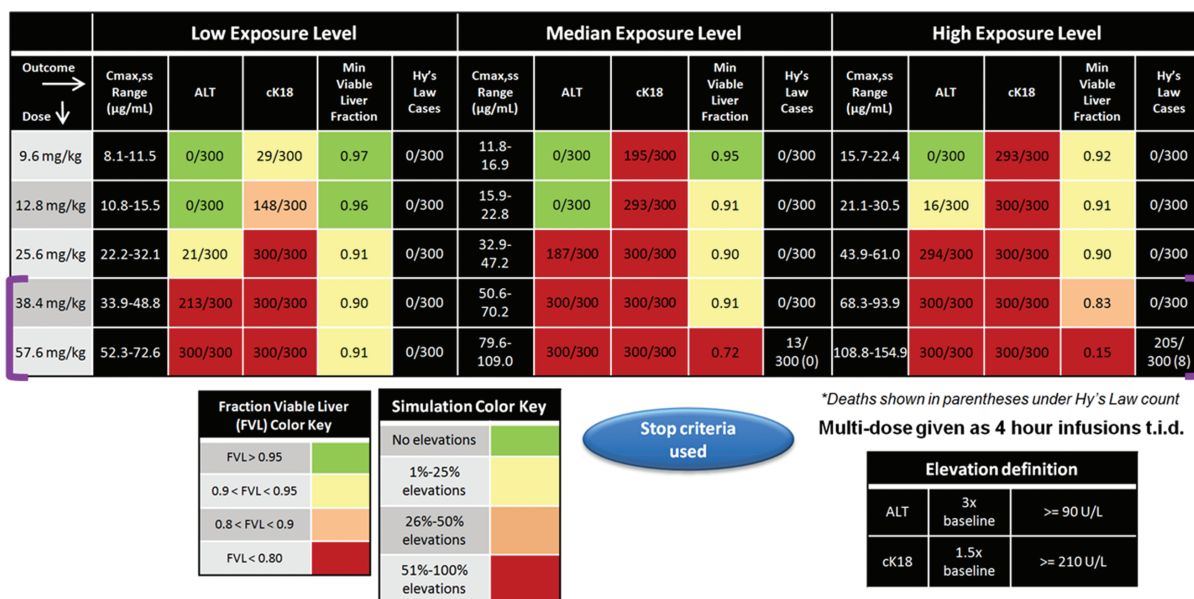 Low Exposure Level Median Exposure Level High Exposure Level
Outcome
Dose
Cmax,ss
Range
(µg/mL)
ALT
cK18
Min
Viable
Liver
Fraction
Hy's
Law
Cases
Cmax,ss
Range
(µg/mL)
ALT
cK18
Min
Viable
Liver
Fraction
Hy's
Law
Cases
Cmax,ss
Range
(µg/mL)
ALT
cK18
Min
Viable
Liver
Fraction
Hy's
Law
Cases
9.6 mg/kg 8.1-11.5 0/300 29/300 0.97 0/300 11.8-
16.9 0/300 195/300 0.95 0/300 15.7-22.4 0/300 293/300 0.92 0/300
12.8 mg/kg 10.8-15.5 0/300 148/300 0.96 0/300 15.9-
22.8 0/300 293/300 0.91 0/300 21.1-30.5 16/300 300/300 0.91 0/300
25.6 mg/kg 22.2-32.1 21/300 300/300 0.91 0/300 32.9-
47.2 187/300 300/300 0.90 0/300 43.9-61.0 294/300 300/300 0.90 0/300
38.4 mg/kg 33.9-48.8 213/300 300/300 0.90 0/300 50.6-
70.2 300/300 300/300 0.91 0/300 68.3-93.9 300/300 300/300 0.83 0/300
57.6 mg/kg 52.3-72.6 300/300 300/300 0.91 0/300 79.6-
109.0 300/300 300/300 0.72 13/
300 (0) 108.8-154.9 300/300 300/300 0.15 205/
300 (8)
Fraction Viable Liver
(FVL) Color Key
FVL > 0.95
0.9 < FVL < 0.95
0.8 < FVL < 0.9
FVL < 0.80
Simulation Color Key
No elevations
1%-25%
elevations
26%-50%
elevations
51%-100%
elevations
Stop criteria
used
*Deaths shown in parentheses under Hy's Law count
Multi-dose given as 4 hour infusions t.i.d.
Elevation definition
ALT 3x
baseline >= 90 U/L
cK18 1.5x
baseline >= 210 U/L